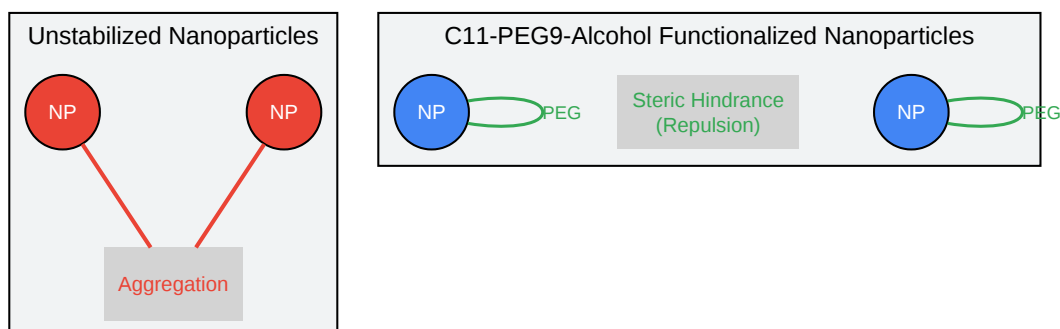 Unstabilized Nanoparticles
NP
NP
Aggregation
C11-PEG9-Alcohol Functionalized Nanoparticles
NP
PEG
Steric Hindrance
(Repulsion)
NP
PEG